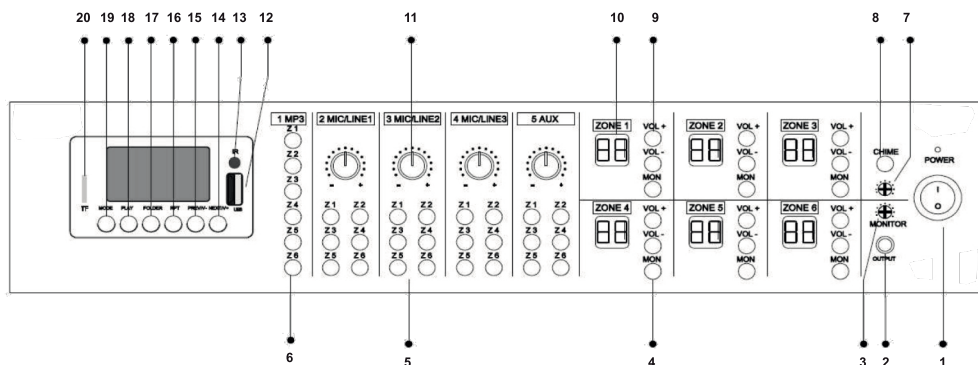 20 19 18 17 16 15 14 13 12 11 10 9 8 7
1 MP3 2 MIC/LINE1 3 MIC/LINE2 4 MIC/LINE3 5 AUX
ZONE 1 VOL + ZONE 2 VOL + ZONE 3 VOL +
Z1
IR
Z2
VOL - VOL - VOL -
CHIME
POWER
Z3
MON MON MON
USB
TF MODE PLAY FOLDER RPT PREV/V- NEXT/V+
Z4 Z1 Z2 Z1 Z2 Z1 Z2 Z1 Z2
ZONE 4 VOL + ZONE 5 VOL + ZONE 6 VOL +
MONITOR
Z5 Z3 Z4 Z3 Z4 Z3 Z4 Z3 Z4
VOL - VOL - VOL -
Z6 Z5 Z6 Z5 Z6 Z5 Z6 Z5 Z6
MON MON MON
OUTPUT
I
O
6 5 4 3 2 1